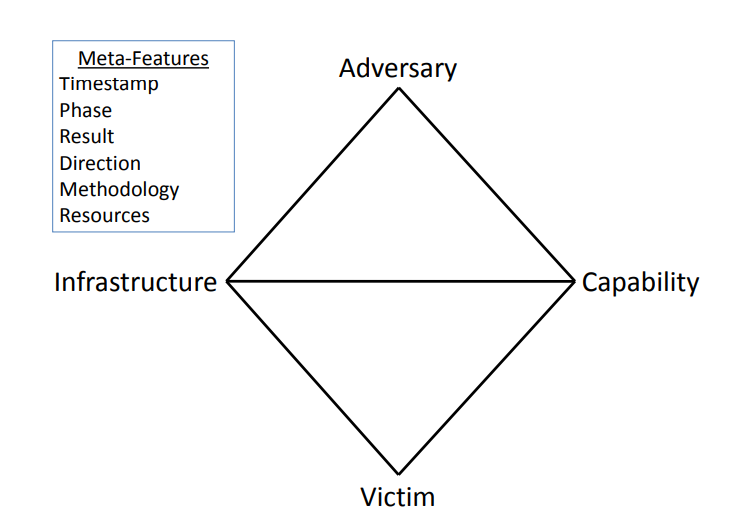 Meta-Features
Timestamp
Phase
Result
Direction
Methodology
Resources
Adversary
Infrastructure
Capability
Victim